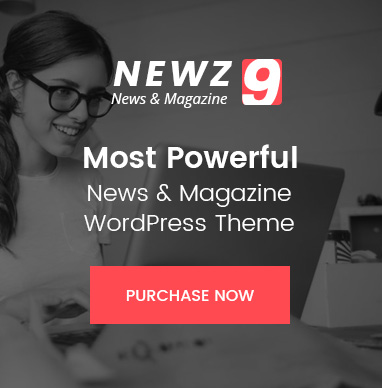 NEWZ 9
News & Magazine
Most Powerful
News & Magazine
WordPress Theme
PURCHASE NOW